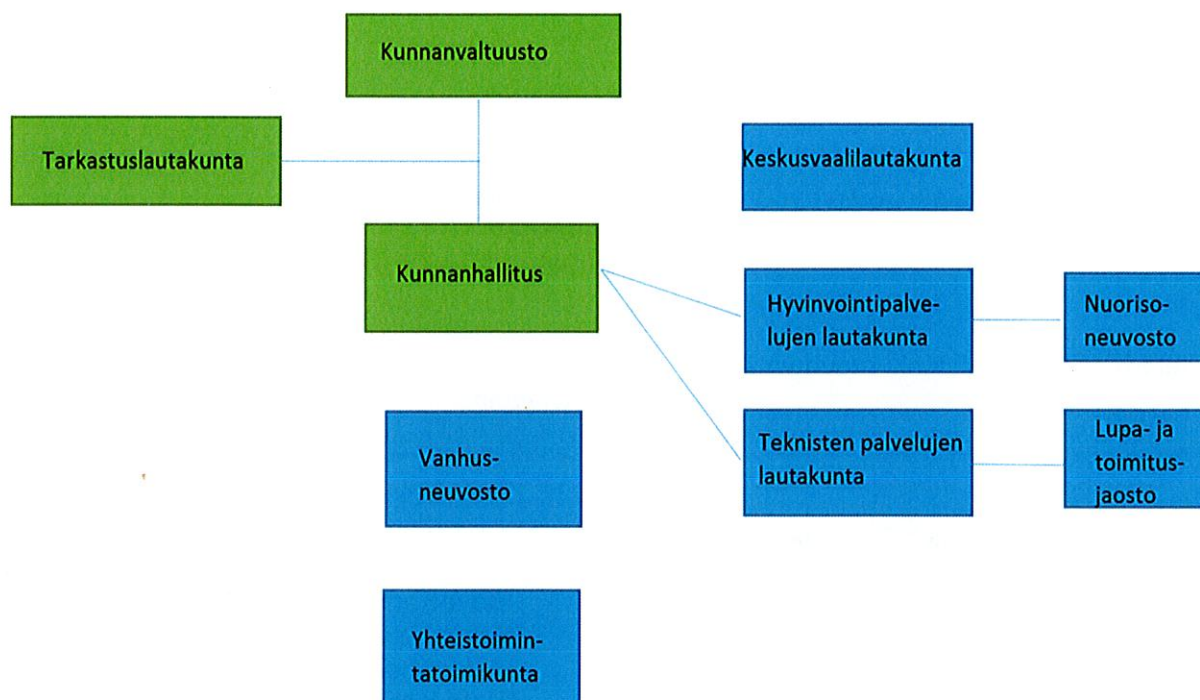 Kunnanvaltuusto
Tarkastuslautakunta
Keskusvaalilautakunta
Kunnanhallitus
Hyvinvointipalve-
lujen lautakunta
Nuoriso-
neuvosto
Vanhus-
neuvosto
Teknisten palvelujen
lautakunta
Lupa- ja
toimitus-
jaosto
Yhteistoimin-
tatoimikunta